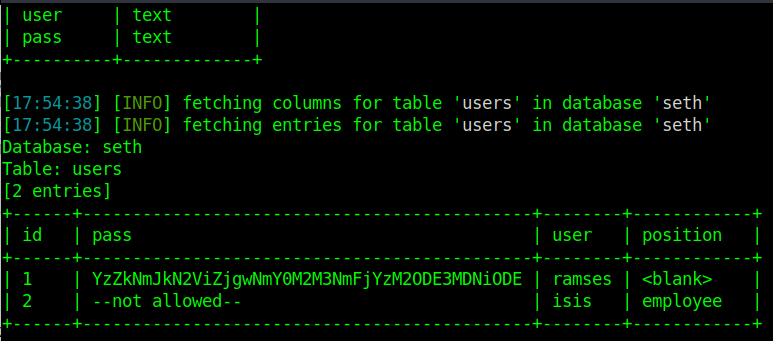 | user     | text        |
| pass     | text        |
+----------+-------------+
[17:54:38] [INFO] fetching columns for table 'users' in database 'seth'
[17:54:38] [INFO] fetching entries for table 'users' in database 'seth'
Database: seth
Table: users
[2 entries]
+------+---------------------------------------------+--------+------------+
| id   | pass                                        | user   | position   |
+------+---------------------------------------------+--------+------------+
| 1    | YzZkNmJkN2ViZjgwNmY0M2M3NmFjYzM2ODE3MDNiODE | ramses | <blank>    |
| 2    | --not allowed--                             | isis   | employee   |
+------+---------------------------------------------+--------+------------+